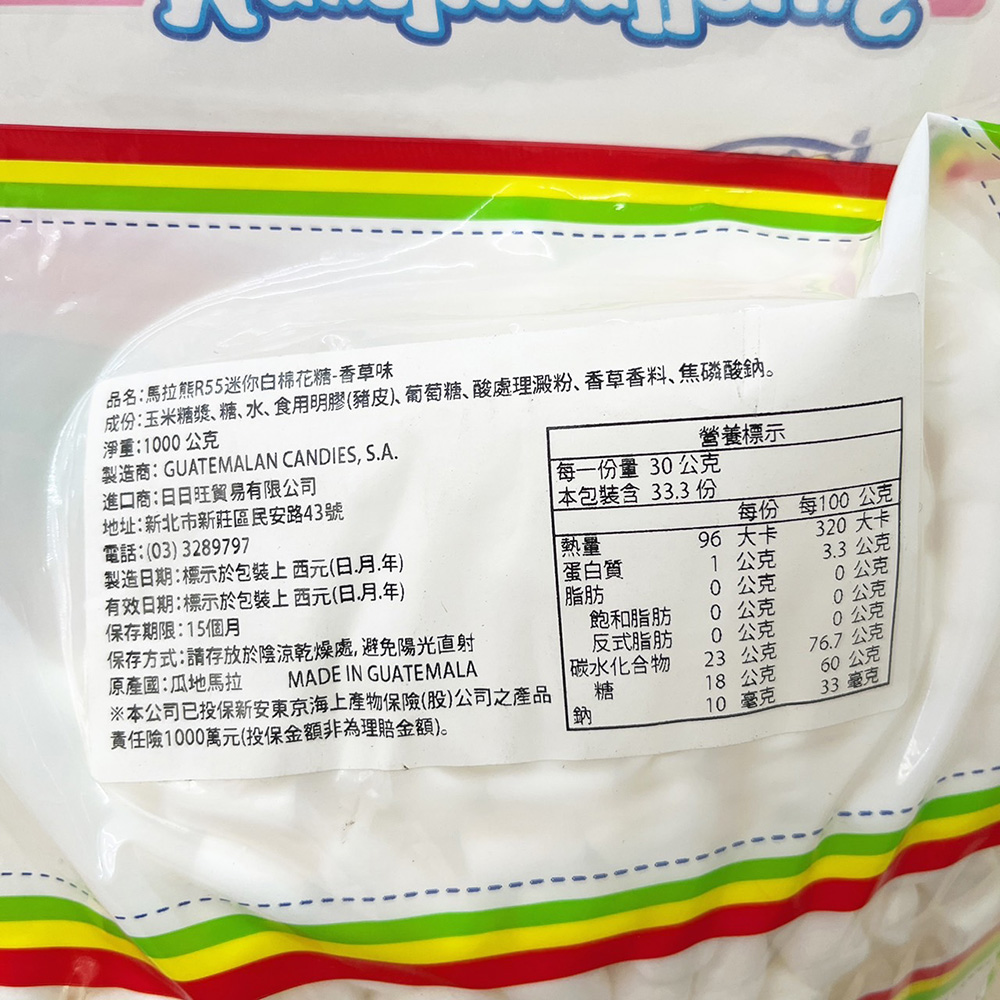 品名:馬拉熊R55迷你白棉花糖-香草味
成份:玉米糖漿、糖、水、食用明膠(豬皮)、葡萄糖、酸處理澱粉、香草香料、焦磷酸鈉。
淨重:1000 公克
製造商: GUATEMALAN CANDIES, S.A.
進口商:日日旺貿易有限公司
地址:新北市新莊區民安路43號
電話:(03) 3289797
製造日期:標示於包裝上 西元(日.月.年)
有效日期:標示於包裝上 西元(日.月.年)
保存期限:15個月
保存方式:請存放於陰涼乾燥處, 避免陽光直射
原產國:瓜地馬拉 MADE IN GUATEMALA
※本公司已投保新安東京海上產物保險(股)公司之產品
責任險1000萬元(投保金額非為理賠金額)。
營養標示
每一份量 30 公克
本包裝含 33.3 份
每份 每100 公克
熱量 96 大卡 320 大卡
蛋白質 1 公克 3.3 公克
脂肪 0 公克 0 公克
飽和脂肪 0 公克 0 公克
反式脂肪 0 公克 0 公克
碳水化合物 23 公克 76.7 公克
糖 18 公克 60 公克
鈉 10 毫克 33 毫克